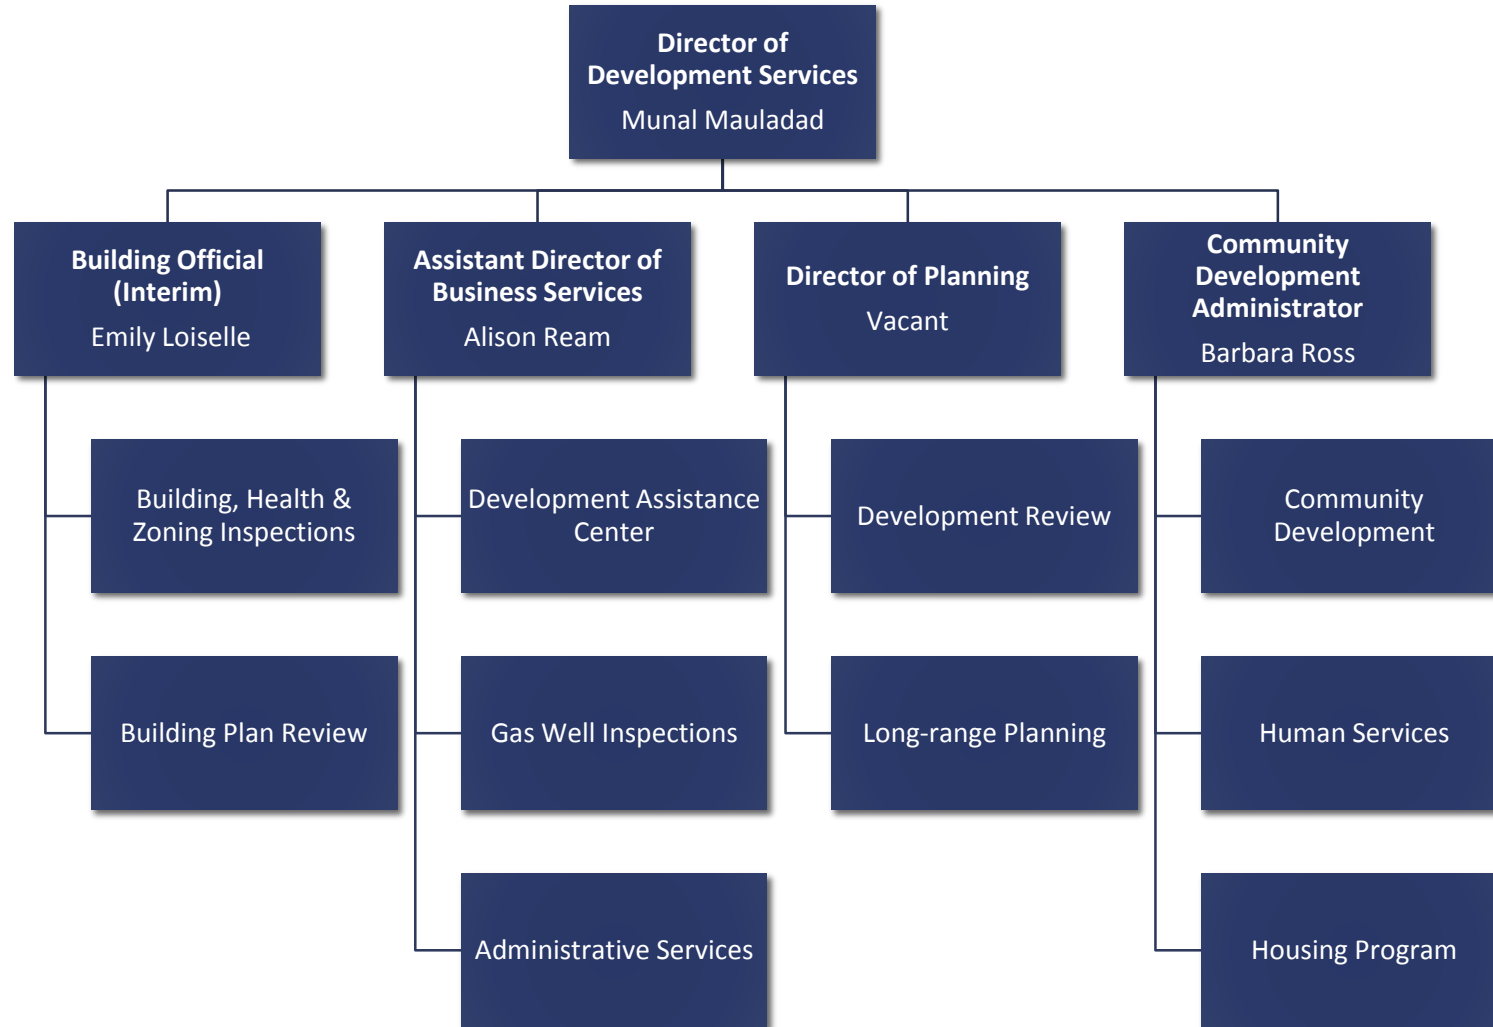 Director of
Development Services
Munal Mauladad
Building Official
(Interim)
Emily Loiselle
Assistant Director of
Business Services
Alison Ream
Director of Planning
Vacant
Community
Development
Administrator
Barbara Ross
Building, Health &
Zoning Inspections
Development Assistance
Center
Development Review
Community
Development
Building Plan Review
Gas Well Inspections
Long-range Planning
Human Services
Administrative Services
Housing Program